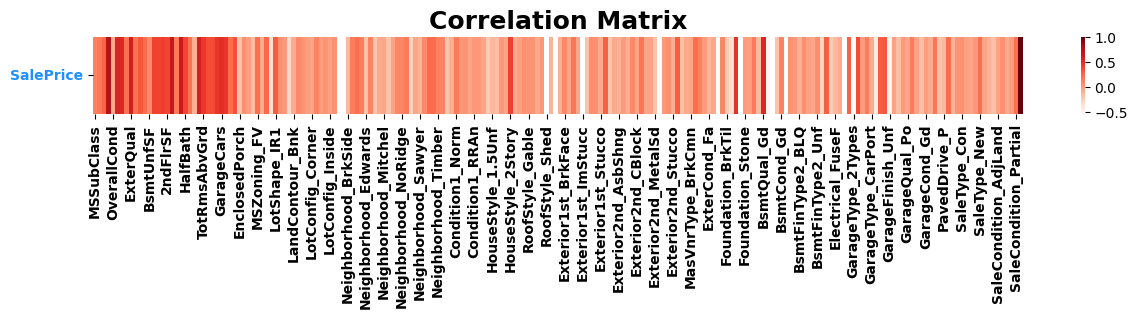 Correlation Matrix
SalePrice
1.0
0.5
0.0
−0.5
MSSubClass
OverallCond
ExterQual
BsmtUnfSF
2ndFlrSF
HalfBath
TotRmsAbvGrd
GarageCars
EnclosedPorch
MSZoning_FV
LotShape_IR1
LandContour_Bnk
LotConfig_Corner
LotConfig_Inside
Neighborhood_BrkSide
Neighborhood_Edwards
Neighborhood_Mitchel
Neighborhood_NoRidge
Neighborhood_Sawyer
Neighborhood_Timber
Condition1_Norm
Condition1_RRAn
HouseStyle_1.5Unf
HouseStyle_2Story
RoofStyle_Gable
RoofStyle_Shed
Exterior1st_BrkFace
Exterior1st_ImStucc
Exterior1st_Stucco
Exterior2nd_AsbShng
Exterior2nd_CBlock
Exterior2nd_MetalSd
Exterior2nd_Stucco
MasVnrType_BrkCmn
ExterCond_Fa
Foundation_BrkTil
Foundation_Stone
BsmtQual_Gd
BsmtCond_Gd
BsmtFinType2_BLQ
BsmtFinType2_Unf
Electrical_FuseF
GarageType_2Types
GarageType_CarPort
GarageFinish_Unf
GarageQual_Po
GarageCond_Gd
PavedDrive_P
SaleType_Con
SaleType_New
SaleCondition_AdjLand
SaleCondition_Partial